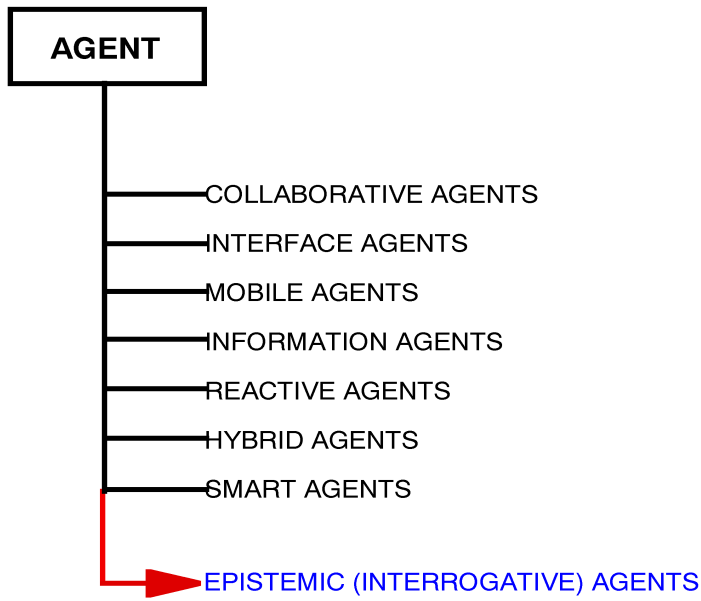 AGENT
COLLABORATIVE AGENTS
INTERFACE AGENTS
MOBILE AGENTS
INFORMATION AGENTS
REACTIVE AGENTS
HYBRID AGENTS
SMART AGENTS
EPISTEMIC (INTERROGATIVE) AGENTS